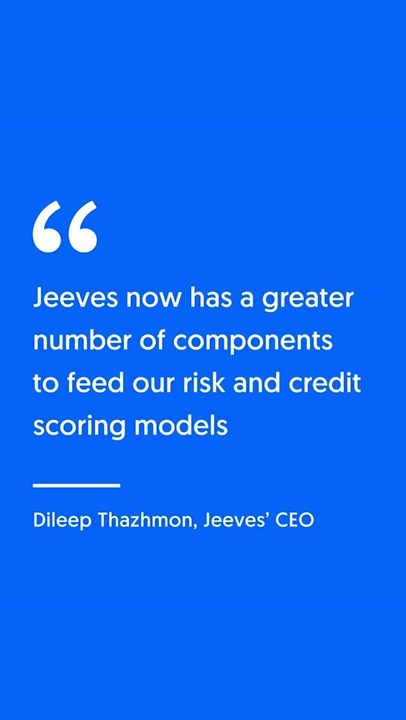 “
Jeeves now has a greater
number of components
to feed our risk and credit
scoring models
Dileep Thazhmon, Jeeves’ CEO